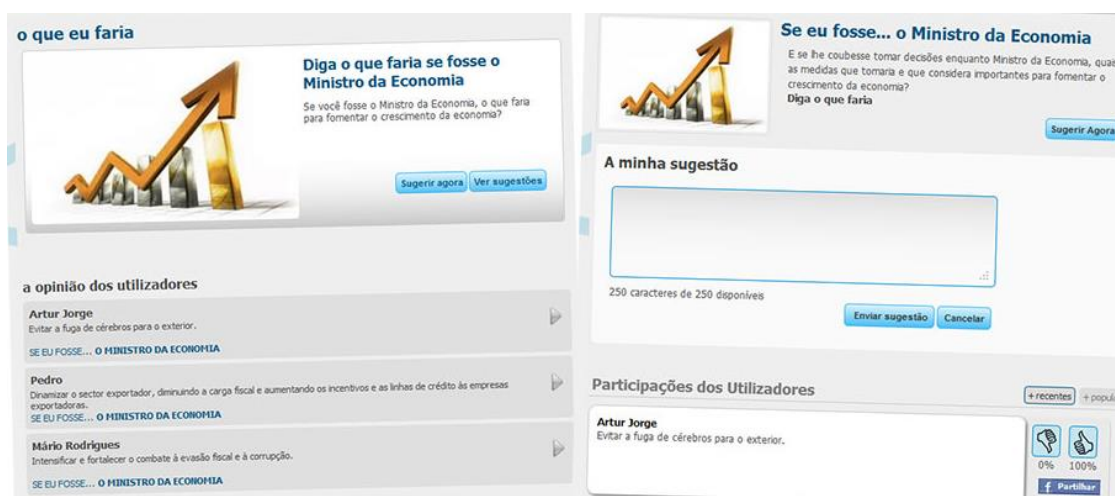 o que eu faria
Diga o que faria se fosse o
Ministro da Economia
Se você fosse o Ministro da Economia, o que faria
para fomentar o crescimento da economia?
Sugerir agora
Ver sugestões
a opinião dos utilizadores
Artur Jorge
Evitar a fuga de cérebros para o exterior.
SE EU FOSSE... O MINISTRO DA ECONOMIA
Pedro
Dinamizar o sector exportador, diminuindo a carga fiscal e aumentando os incentivos e as linhas de crédito às empresas
exportadoras.
SE EU FOSSE... O MINISTRO DA ECONOMIA
Mário Rodrigues
Intensificar e fortalecer o combate à evasão fiscal e à corrupção.
SE EU FOSSE... O MINISTRO DA ECONOMIA
Se eu fosse... o Ministro da Economia
E se lhe coubesse tomar decisões enquanto Ministro da Economia, quais
as medidas que tomaria e que considera importantes para fomentar o
crescimento da economia?
Diga o que faria
Sugerir Agora
A minha sugestão
250 caracteres de 250 disponíveis
Enviar sugestão
Cancelar
Participações dos Utilizadores
+ recentes
+ popula
Artur Jorge
Evitar a fuga de cérebros para o exterior.
0%
100%
f Partilhar